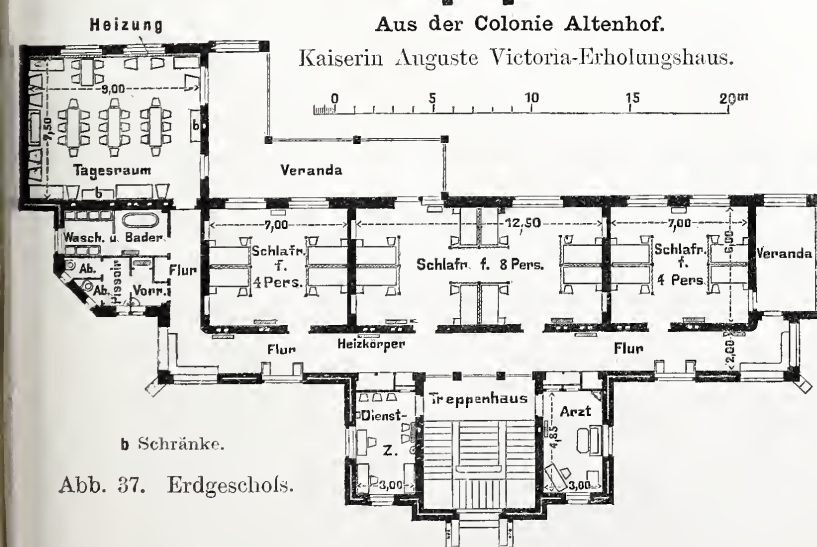 Heizung
Aus der Colonie Altenhof.
Kaiserin Auguste Victoria-Erholungshaus.
0 5 10 15 20m
9,00
7,50
b
Tagesraum
b
Veranda
Wasch. u. Bader.
Ab.
Ab.
Pissoir
Vorr.
Flur
7,00
Schlafr.
f.
4 Pers.
12,50
Schlafr. f. 8 Pers.
7,00
6,00
Schlafr.
f.
4 Pers.
Veranda
Flur
Heizkörper
Flur
2,00
Dienst-
Z.
3,00
Treppenhaus
Arzt
4,85
3,00
b Schränke.
Abb. 37. Erdgeschoſs.